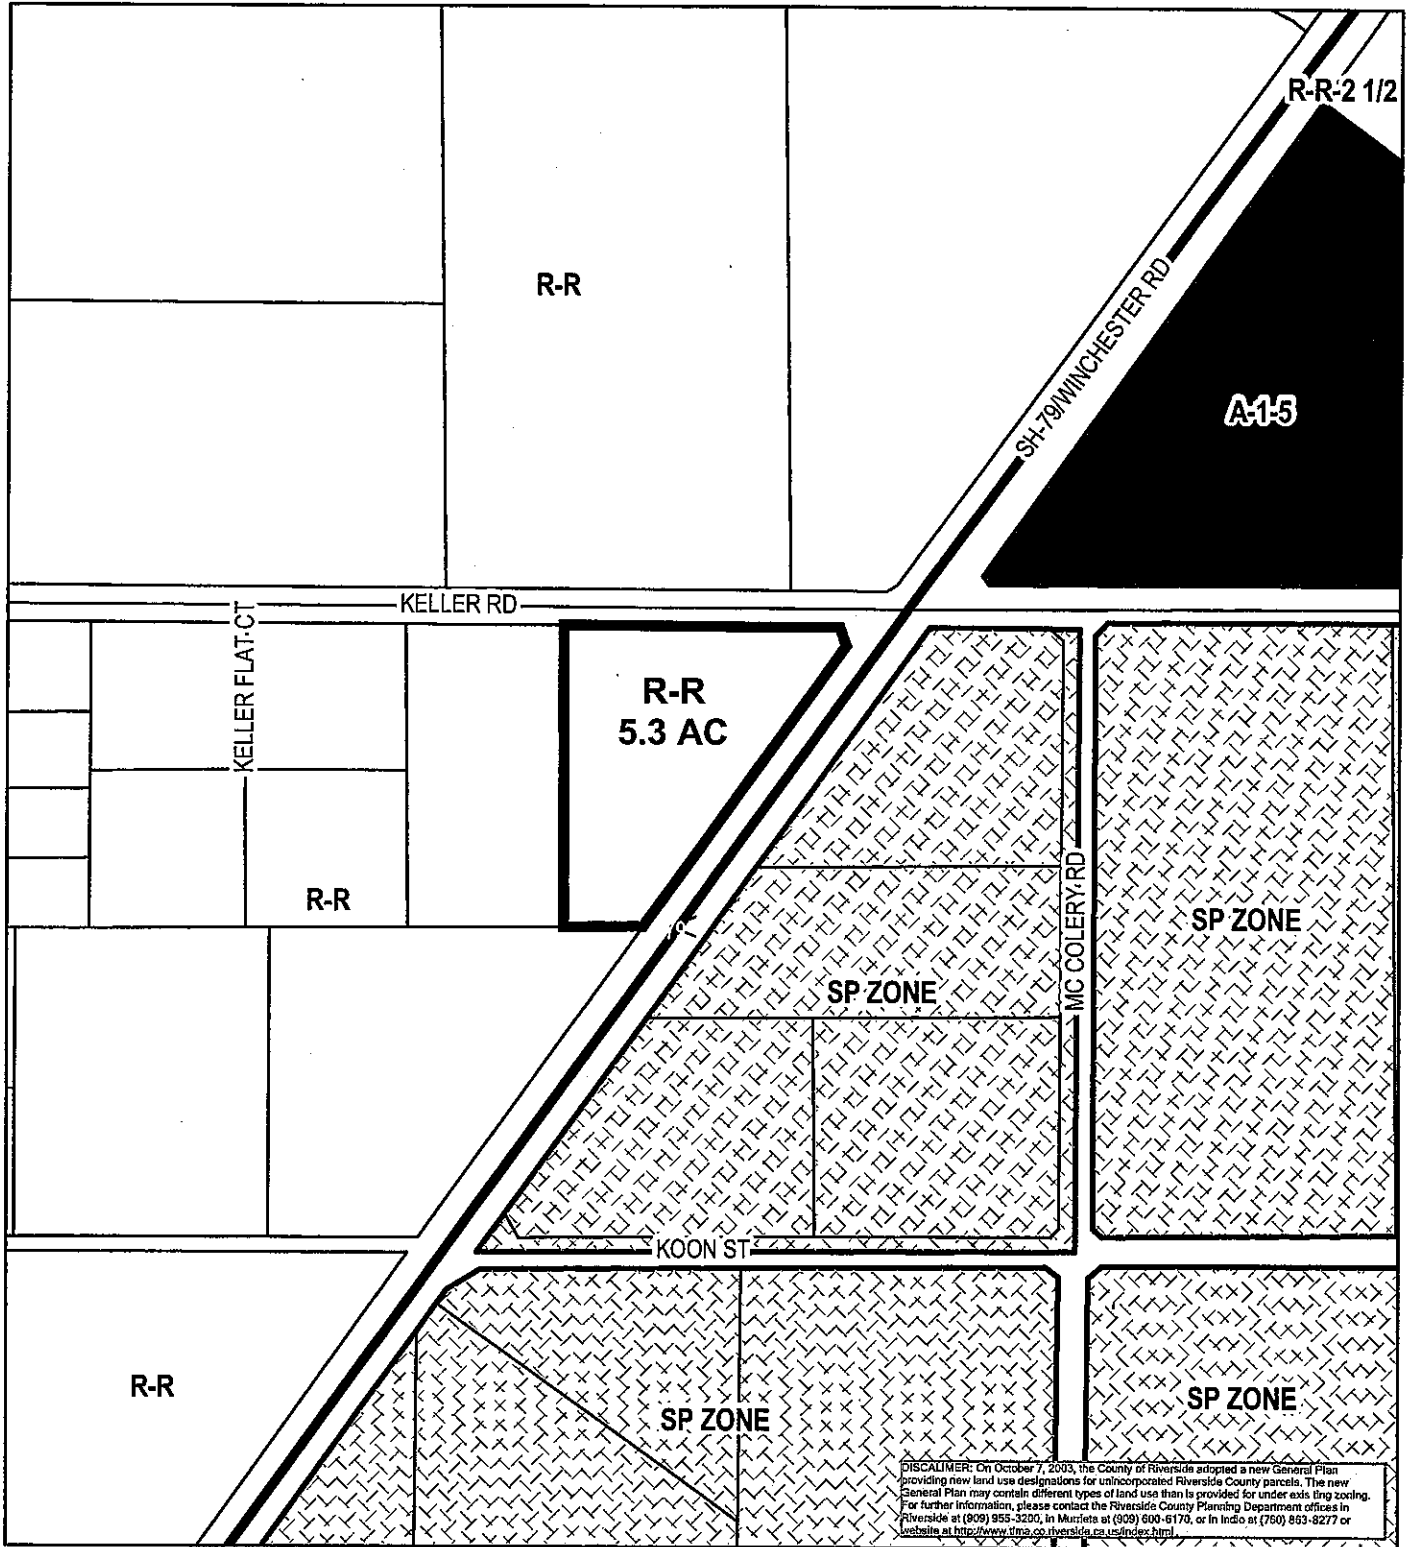 R-R-2 1/2
R-R
SH-79/WINCHESTER RD
A-1-5
KELLER RD
KELLER FLAT CT
R-R
5.3 AC
R-R
79
MC COLERY RD
SP ZONE
SP ZONE
KOON ST
R-R
SP ZONE
SP ZONE
DISCALIMER: On October 7, 2003, the County of Riverside adopted a new General Plan
providing new land use designations for unincorporated Riverside County parcels. The new
General Plan may contain different types of land use than is provided for under exis ting zoning.
For further information, please contact the Riverside County Planning Department offices in
Riverside at (909) 955-3200, in Murrieta at (909) 600-6170, or in Indio at (760) 863-8277 or
website at http://www.tlma.co.riverside.ca.us/index.html